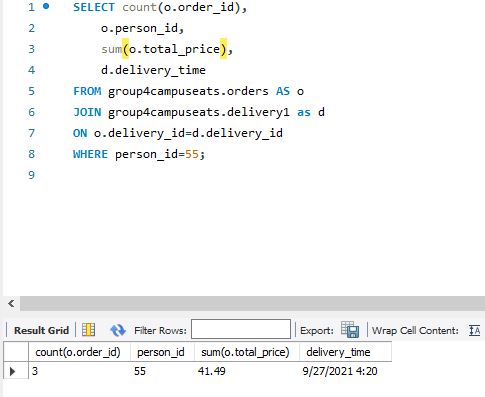 1 SELECT count(o.order_id),
2 o.person_id,
3 sum(o.total_price),
4 d.delivery_time
5 FROM group4campuseats.orders AS o
6 JOIN group4campuseats.delivery1 as d
7 ON o.delivery_id=d.delivery_id
8 WHERE person_id=55;
9
Result Grid Filter Rows: Export: Wrap Cell Content: IA
count(o.order_id) person_id sum(o.total_price) delivery_time
3 55 41.49 9/27/2021 4:20